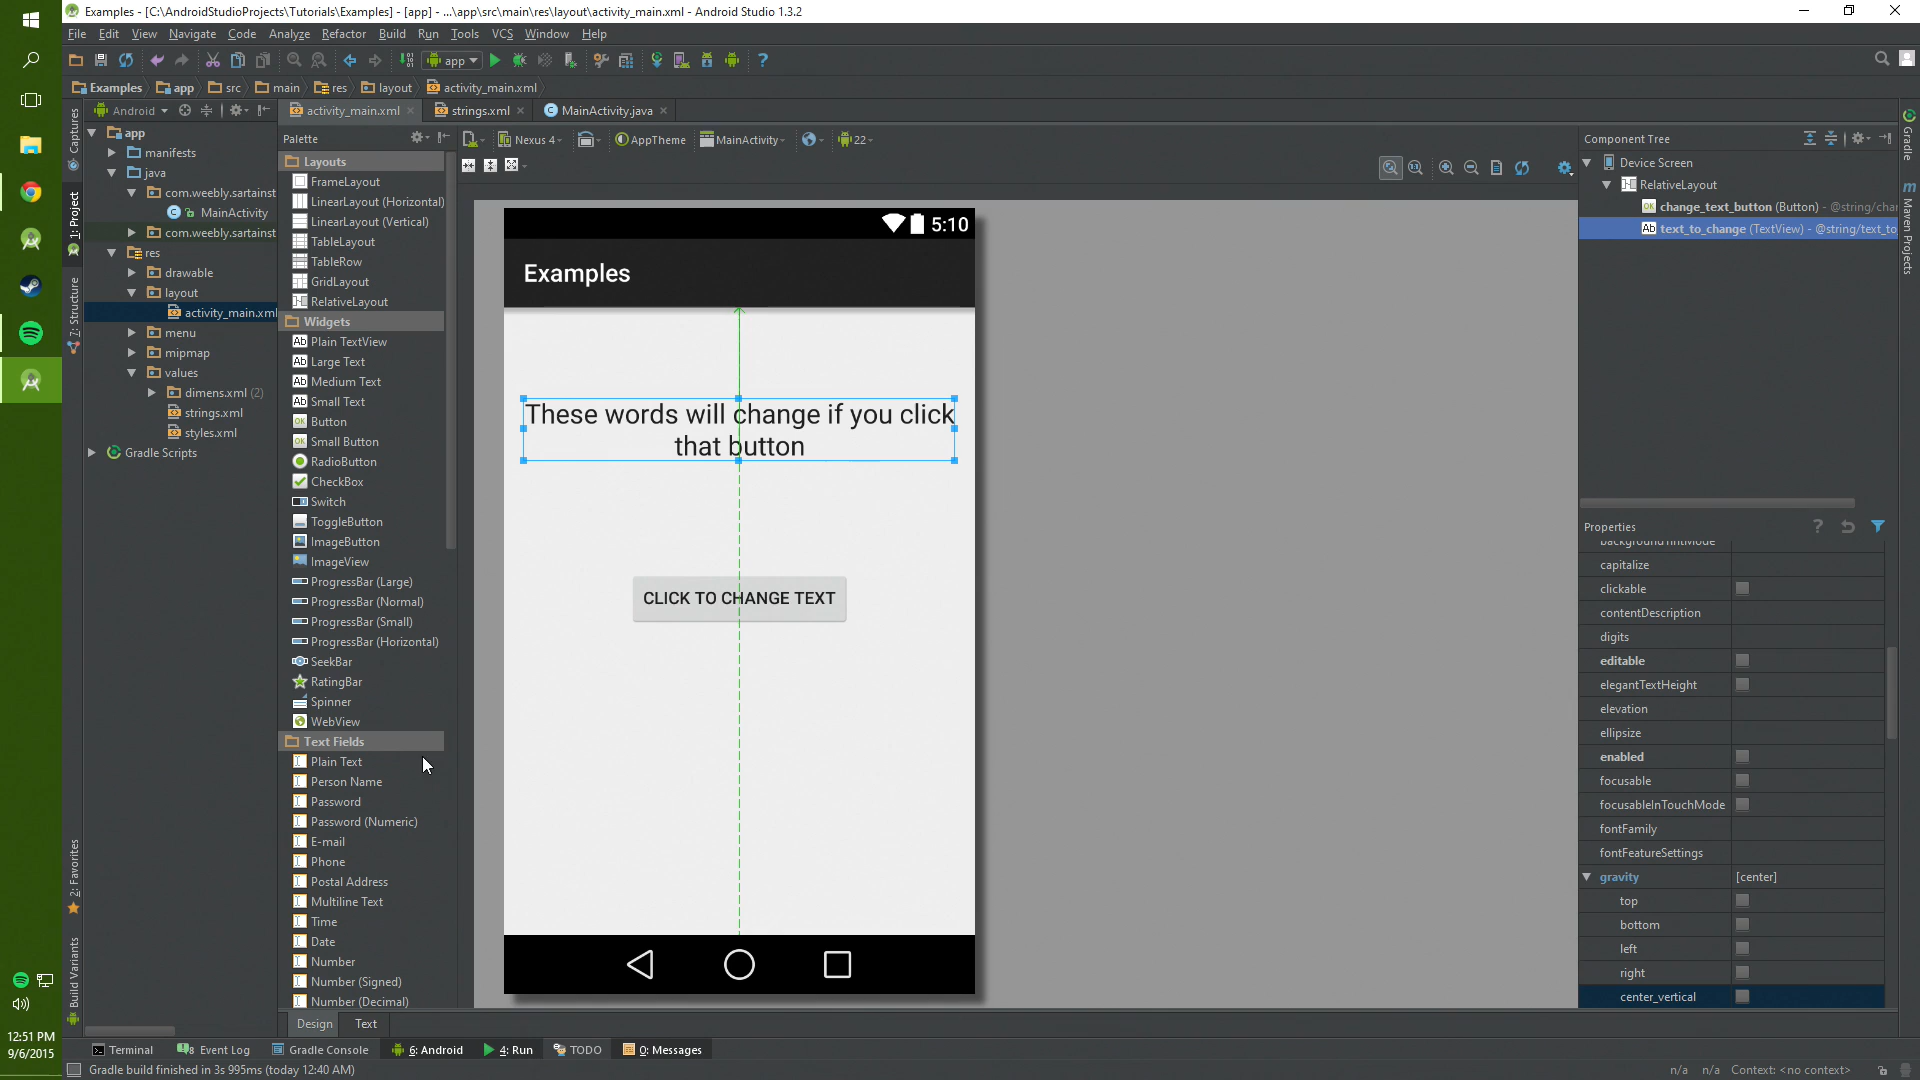 Examples - [C:\AndroidStudioProjects\Tutorials\Examples] - [app] - ...\app\src\main\res\layout\activity_main.xml - Android Studio 1.3.2
File Edit View Navigate Code Analyze Refactor Build Run Tools VCS Window Help
app
Examples app src main res layout activity_main.xml
Android activity_main.xml strings.xml MainActivity.java
Captures
1: Project
7: Structure
2: Favorites
Build Variants
app
manifests
java
com.weebly.sartainst
MainActivity
com.weebly.sartainst
res
drawable
layout
activity_main.xml
menu
mipmap
values
dimens.xml (2)
strings.xml
styles.xml
Gradle Scripts
Palette
Layouts
FrameLayout
LinearLayout (Horizontal)
LinearLayout (Vertical)
TableLayout
TableRow
GridLayout
RelativeLayout
Widgets
Plain TextView
Large Text
Medium Text
Small Text
Button
Small Button
RadioButton
CheckBox
Switch
ToggleButton
ImageButton
ImageView
ProgressBar (Large)
ProgressBar (Normal)
ProgressBar (Small)
ProgressBar (Horizontal)
SeekBar
RatingBar
Spinner
WebView
Text Fields
Plain Text
Person Name
Password
Password (Numeric)
E-mail
Phone
Postal Address
Multiline Text
Time
Date
Number
Number (Signed)
Number (Decimal)
Nexus 4 AppTheme MainActivity 22
5:10
Examples
These words will change if you click
that button
CLICK TO CHANGE TEXT
Component Tree
Device Screen
RelativeLayout
change_text_button (Button) - @string/char
text_to_change (TextView) - @string/text_to
Gradle
Maven Projects
Properties
backgroundTintMode
capitalize
clickable
contentDescription
digits
editable
elegantTextHeight
elevation
ellipsize
enabled
focusable
focusableInTouchMode
fontFamily
fontFeatureSettings
gravity [center]
top
bottom
left
right
center_vertical
Design Text
Terminal Event Log Gradle Console 6: Android 4: Run TODO 0: Messages
Gradle build finished in 3s 995ms (today 12:40 AM)
n/a n/a Context: <no context>
12:51 PM
9/6/2015